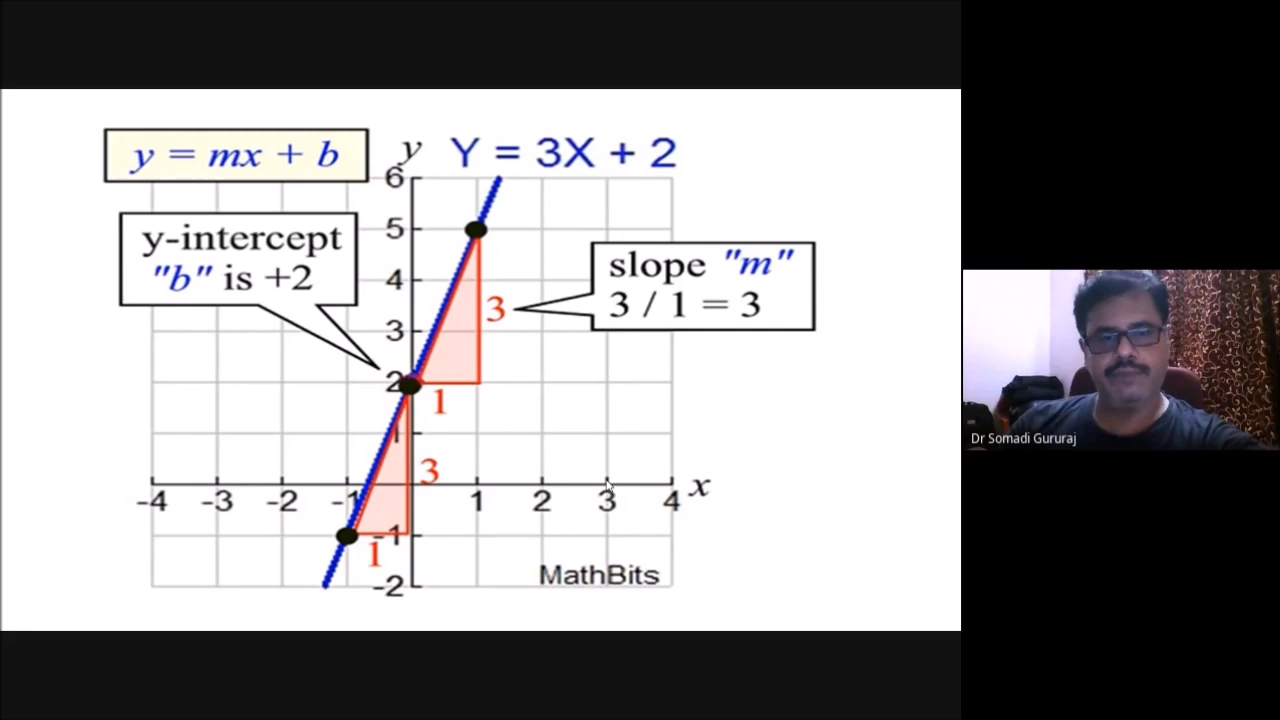 y = mx + b
y
Y = 3X + 2
y-intercept
"b" is +2
slope "m"
3 / 1 = 3
6
5
4
3
2
1
-1
-2
3
1
3
1
-4 -3 -2 -1 1 2 3 4 x
MathBits
Dr Somadi Gururaj